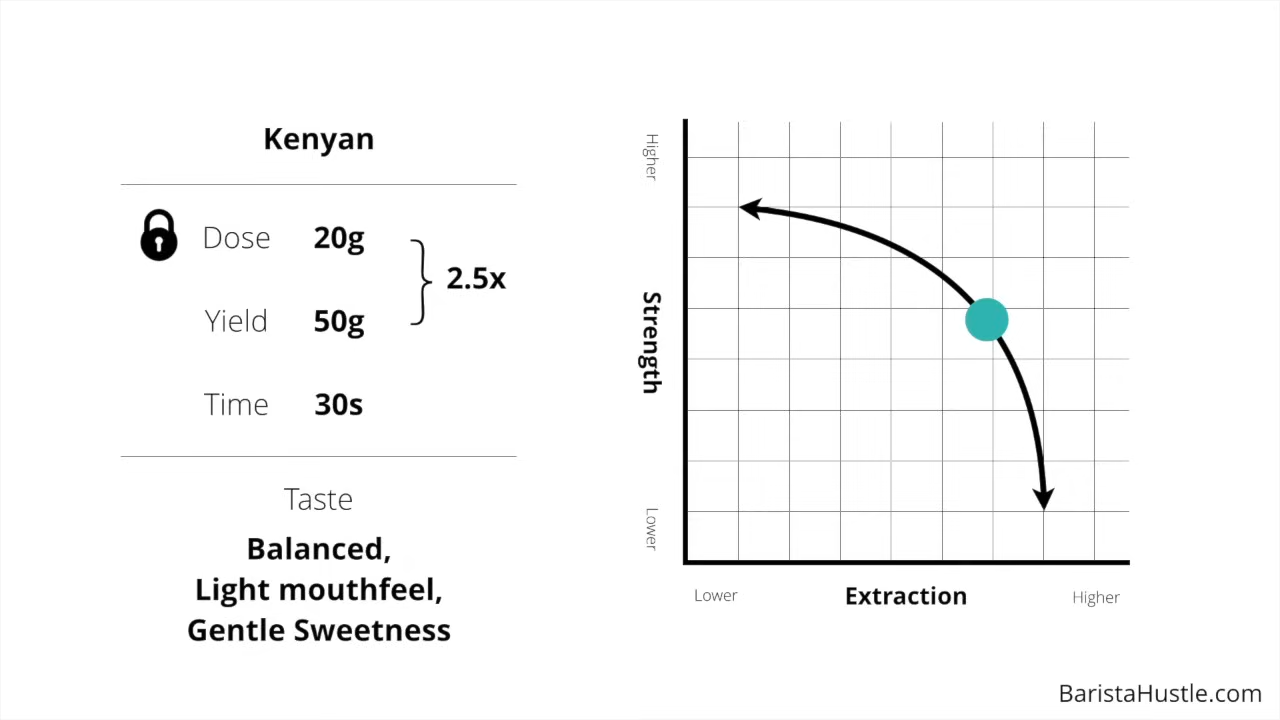 Kenyan
Dose 20g
2.5x
Yield 50g
Time 30s
Taste
Balanced,
Light mouthfeel,
Gentle Sweetness
Higher
Strength
Lower
Lower
Extraction
Higher
BaristaHustle.com